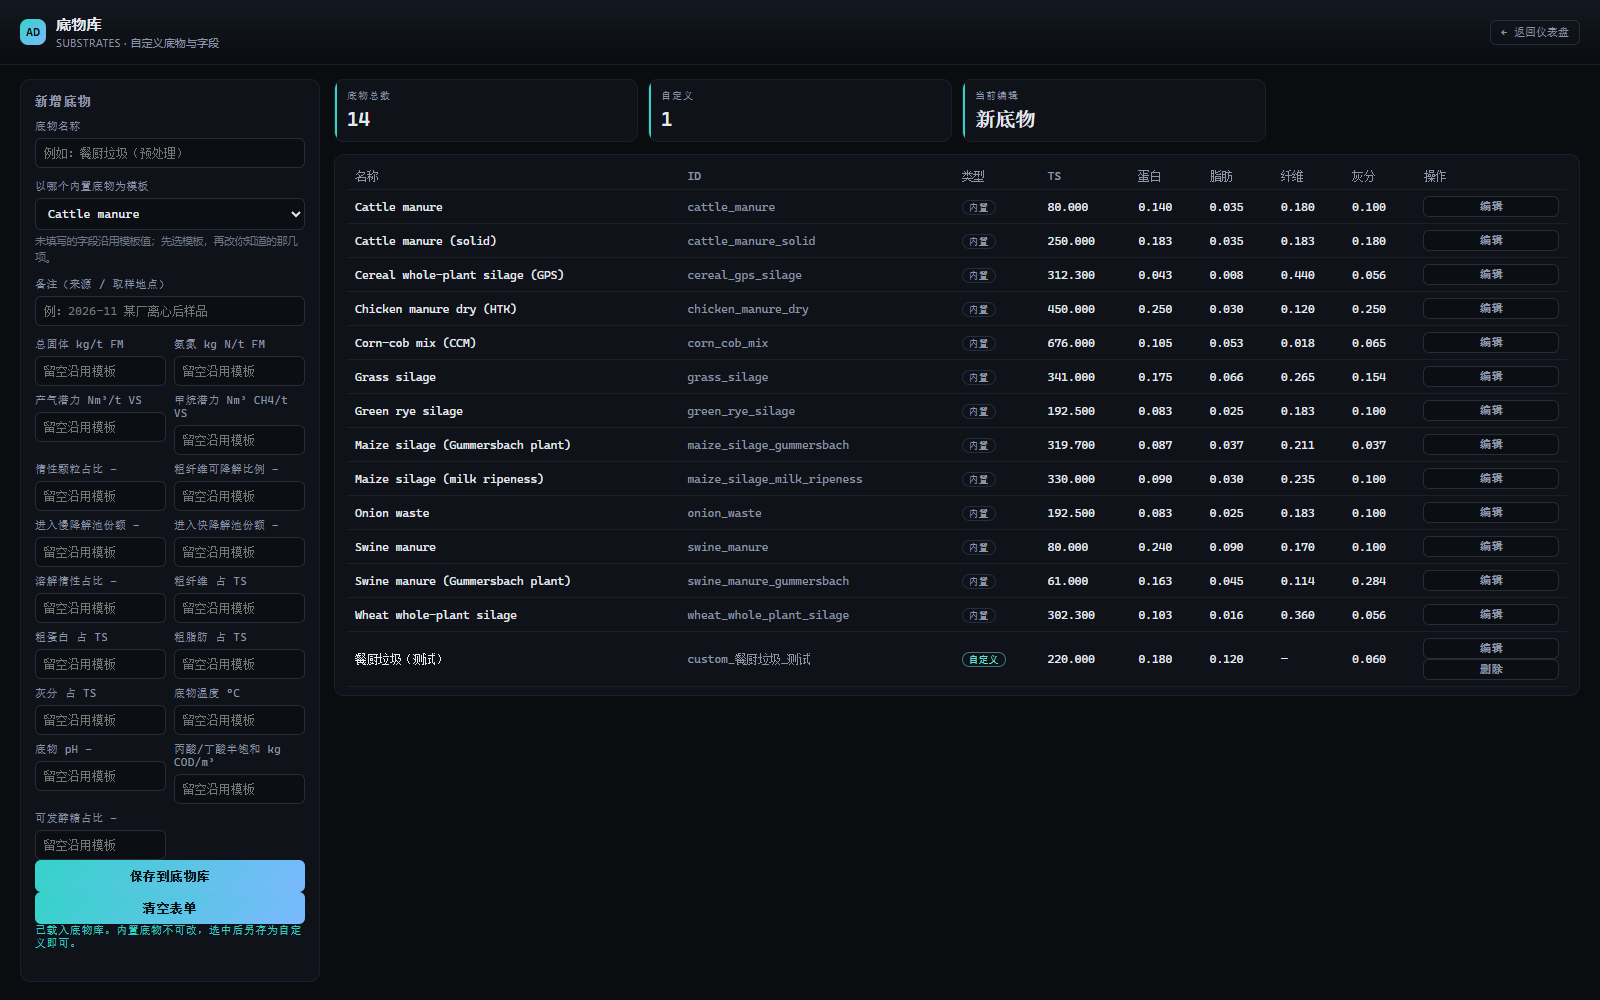 AD
底物库
SUBSTRATES · 自定义底物与字段
← 返回仪表盘
新增底物
底物名称
例如: 餐厨垃圾（预处理）
以哪个内置底物为模板
Cattle manure
未填写的字段沿用模板值; 先选模板, 再改你知道的那几
项。
备注（来源 / 取样地点）
例: 2026-11 某厂离心后样品
总固体 kg/t FM
氨氮 kg N/t FM
留空沿用模板
留空沿用模板
产气潜力 Nm³/t VS
甲烷潜力 Nm³ CH4/t
VS
留空沿用模板
留空沿用模板
惰性颗粒占比 –
粗纤维可降解比例 –
留空沿用模板
留空沿用模板
进入慢降解池份额 –
进入快降解池份额 –
留空沿用模板
留空沿用模板
溶解惰性占比 –
粗纤维 占 TS
留空沿用模板
留空沿用模板
粗蛋白 占 TS
粗脂肪 占 TS
留空沿用模板
留空沿用模板
灰分 占 TS
底物温度 °C
留空沿用模板
留空沿用模板
底物 pH –
丙酸/丁酸半饱和 kg
COD/m³
留空沿用模板
留空沿用模板
可发酵糖占比 –
留空沿用模板
保存到底物库
清空表单
已载入底物库。内置底物不可改, 选中后另存为自定
义即可。
底物总数
14
自定义
1
当前编辑
新底物
名称 ID 类型 TS 蛋白 脂肪 纤维 灰分 操作
Cattle manure cattle_manure 内置 80.000 0.140 0.035 0.180 0.100 编辑
Cattle manure (solid) cattle_manure_solid 内置 250.000 0.183 0.035 0.183 0.180 编辑
Cereal whole-plant silage (GPS) cereal_gps_silage 内置 312.300 0.043 0.008 0.440 0.056 编辑
Chicken manure dry (HTK) chicken_manure_dry 内置 450.000 0.250 0.030 0.120 0.250 编辑
Corn-cob mix (CCM) corn_cob_mix 内置 676.000 0.105 0.053 0.018 0.065 编辑
Grass silage grass_silage 内置 341.000 0.175 0.066 0.265 0.154 编辑
Green rye silage green_rye_silage 内置 192.500 0.083 0.025 0.183 0.100 编辑
Maize silage (Gummersbach plant) maize_silage_gummersbach 内置 319.700 0.087 0.037 0.211 0.037 编辑
Maize silage (milk ripeness) maize_silage_milk_ripeness 内置 330.000 0.090 0.030 0.235 0.100 编辑
Onion waste onion_waste 内置 192.500 0.083 0.025 0.183 0.100 编辑
Swine manure swine_manure 内置 80.000 0.240 0.090 0.170 0.100 编辑
Swine manure (Gummersbach plant) swine_manure_gummersbach 内置 61.000 0.163 0.045 0.114 0.284 编辑
Wheat whole-plant silage wheat_whole_plant_silage 内置 302.300 0.103 0.016 0.360 0.056 编辑
餐厨垃圾（测试） custom_餐厨垃圾_测试 自定义 220.000 0.180 0.120 – 0.060 编辑
删除